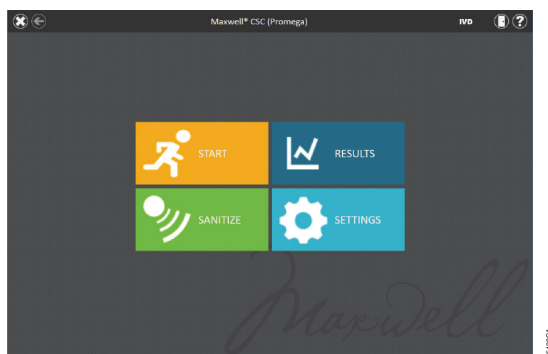 Maxwell® CSC (Promega)
IVD
?
START
RESULTS
SANITIZE
SETTINGS
Maxwell